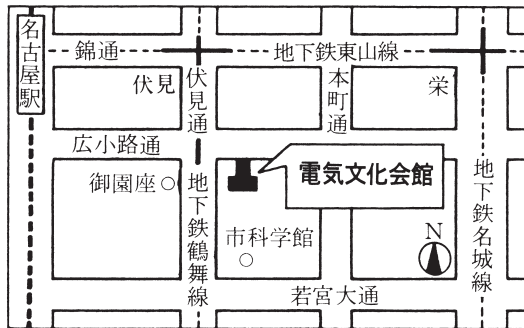 名古屋駅
錦通
地下鉄東山線
伏見
伏見通
本町通
栄
広小路通
電気文化会館
御園座
地下鉄鶴舞線
地下鉄名城線
市科学館
N
若宮大通